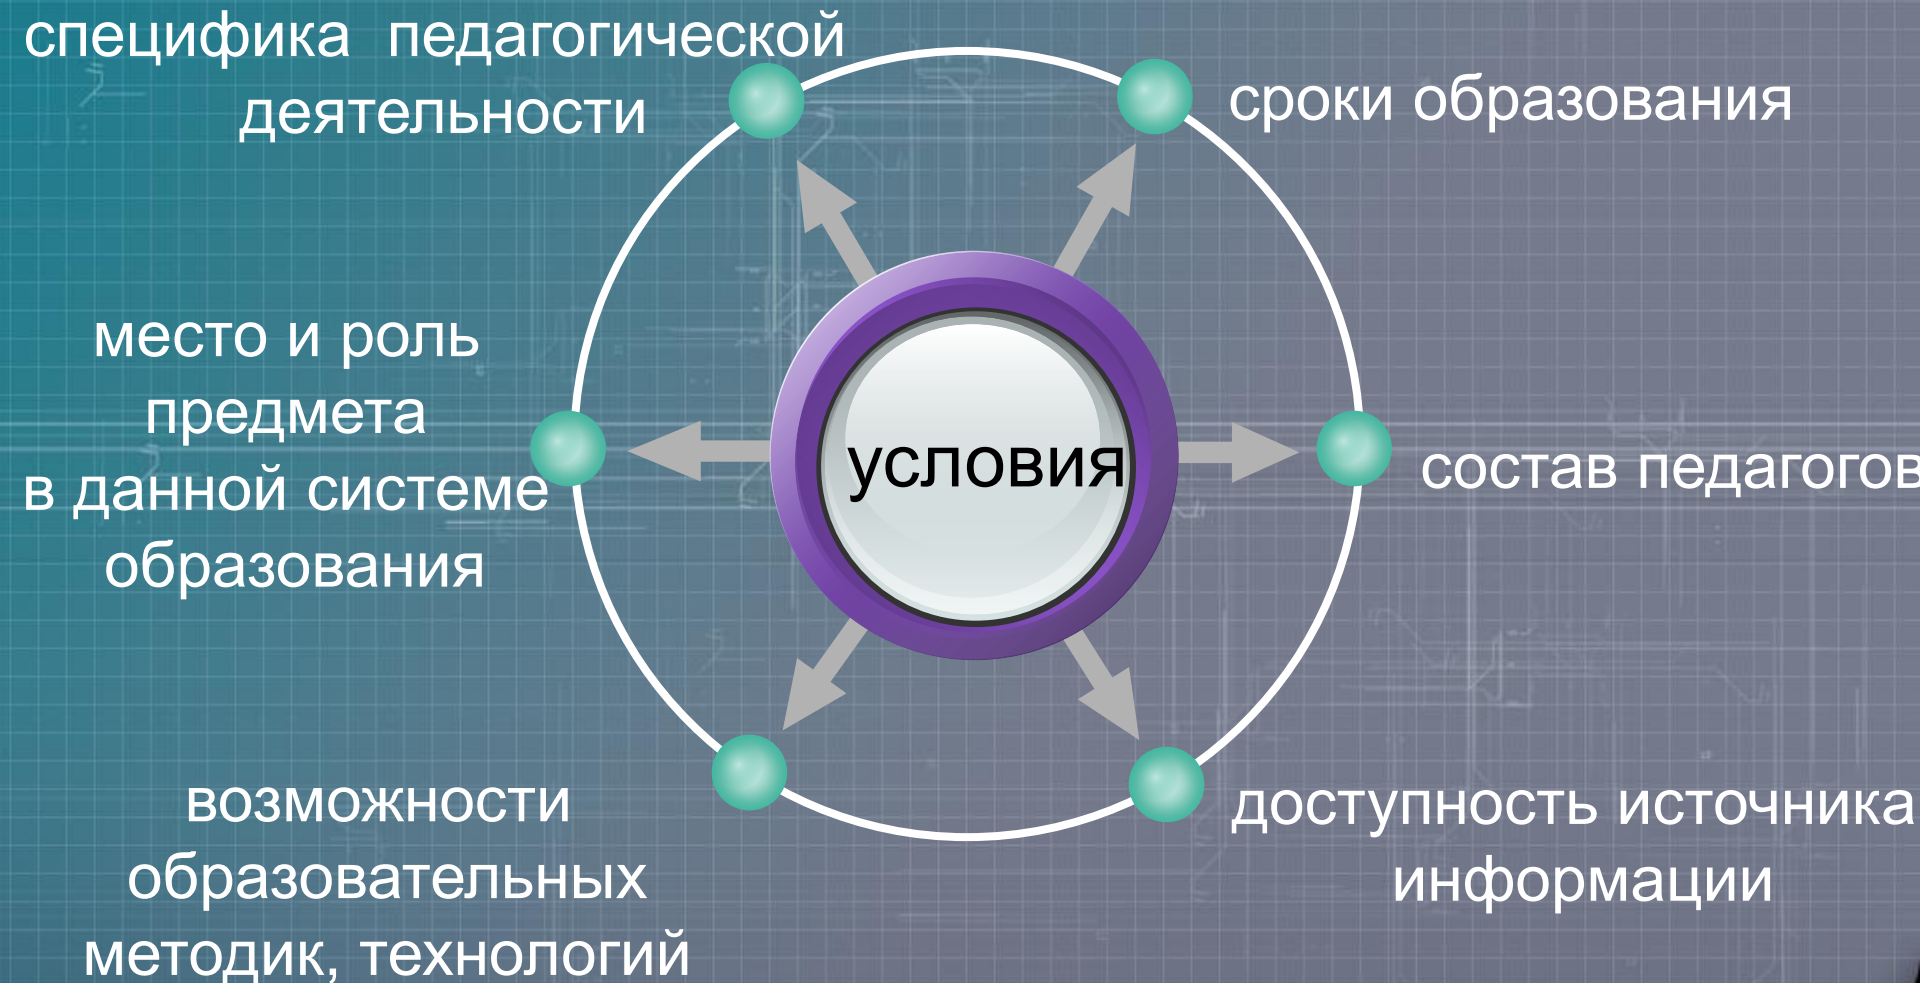 специфика педагогической
деятельности
сроки образования
место и роль
предмета
в данной системе
образования
условия
состав педагогов
возможности
образовательных
методик, технологий
доступность источника
информации